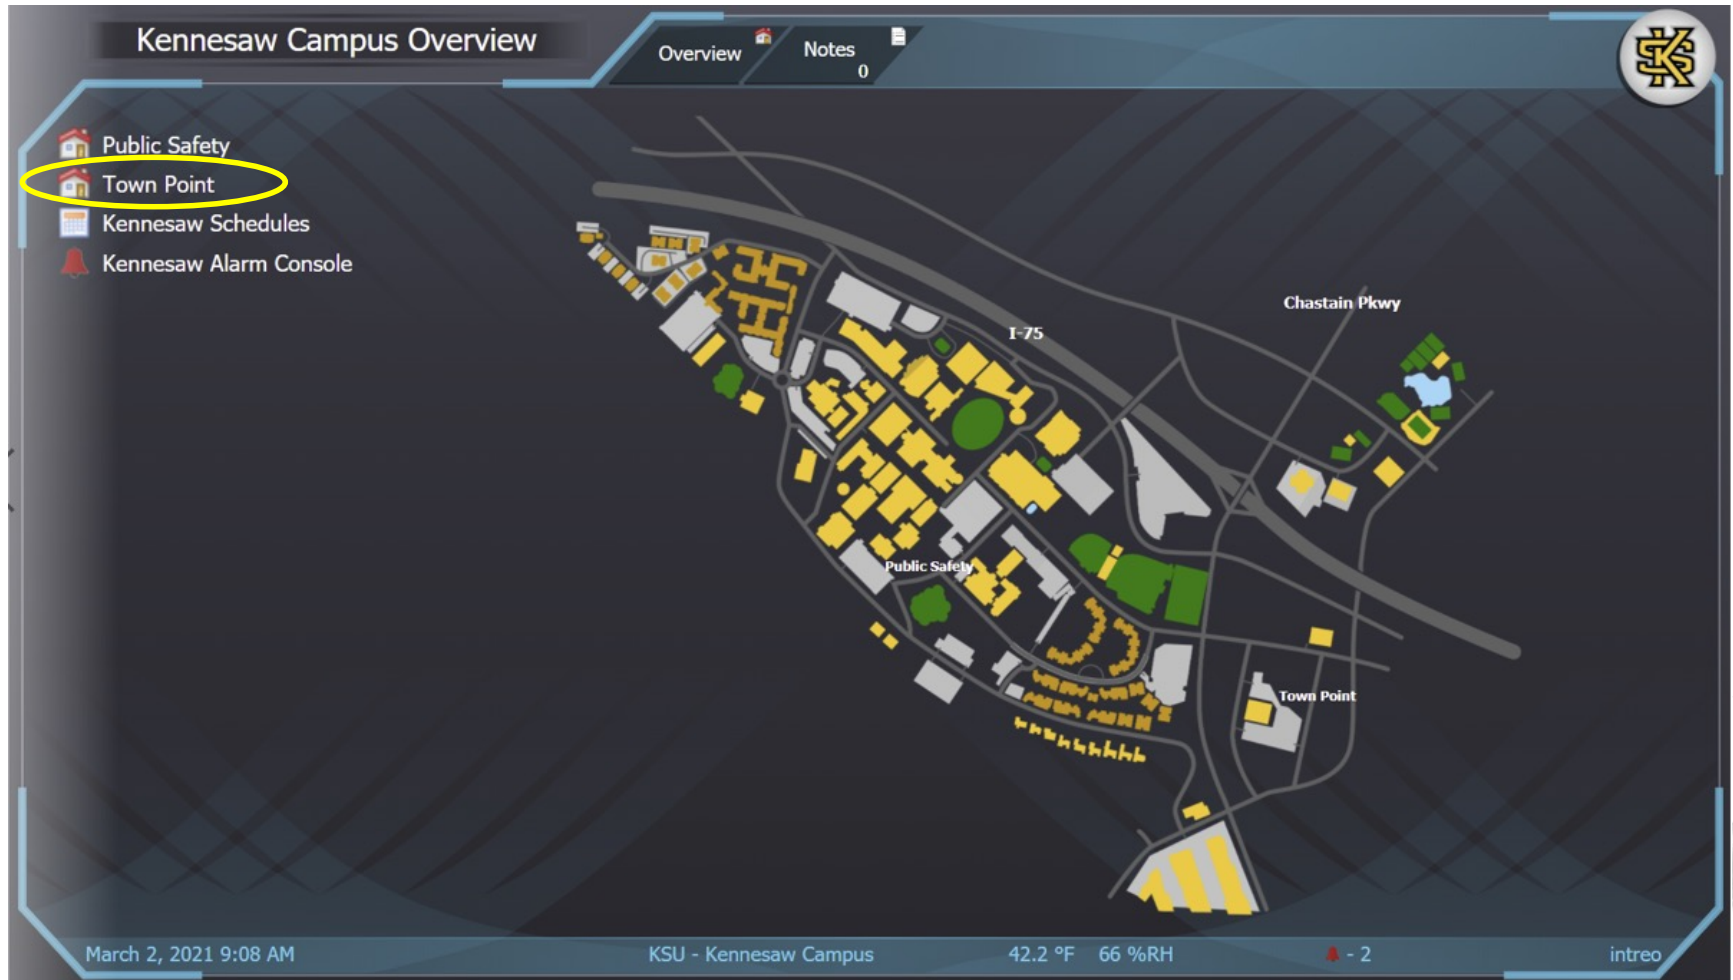 Kennesaw Campus Overview
Overview
Notes
0
KS
Public Safety
Town Point
Kennesaw Schedules
Kennesaw Alarm Console
Chastain Pkwy
I-75
Public Safety
Town Point
March 2, 2021 9:08 AM
KSU - Kennesaw Campus
42.2 °F
66 %RH
- 2
intreo